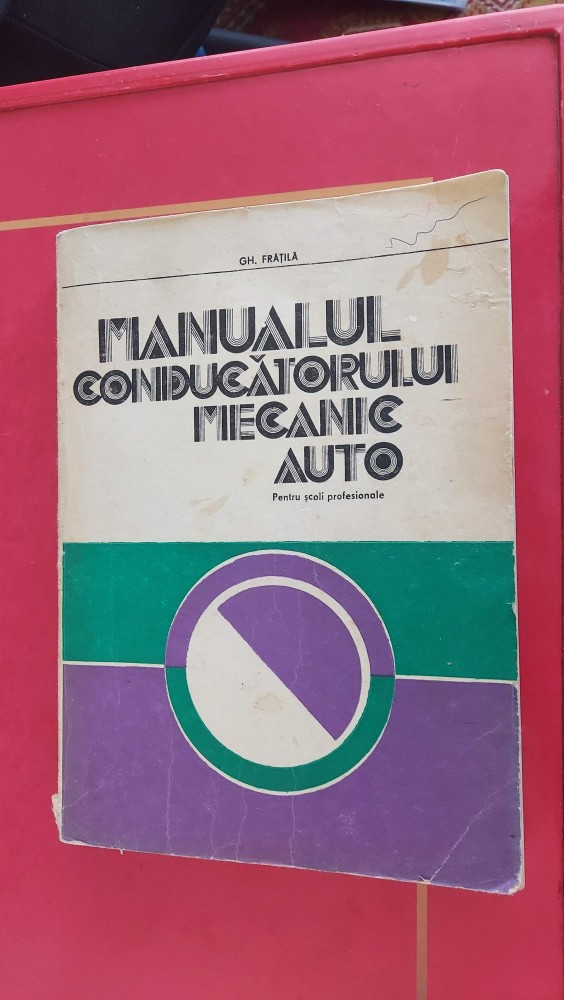 GH. FRĂȚILĂ
MANUALUL
CONDUCĂTORULUI
MECANIC
AUTO
Pentru școli profesionale